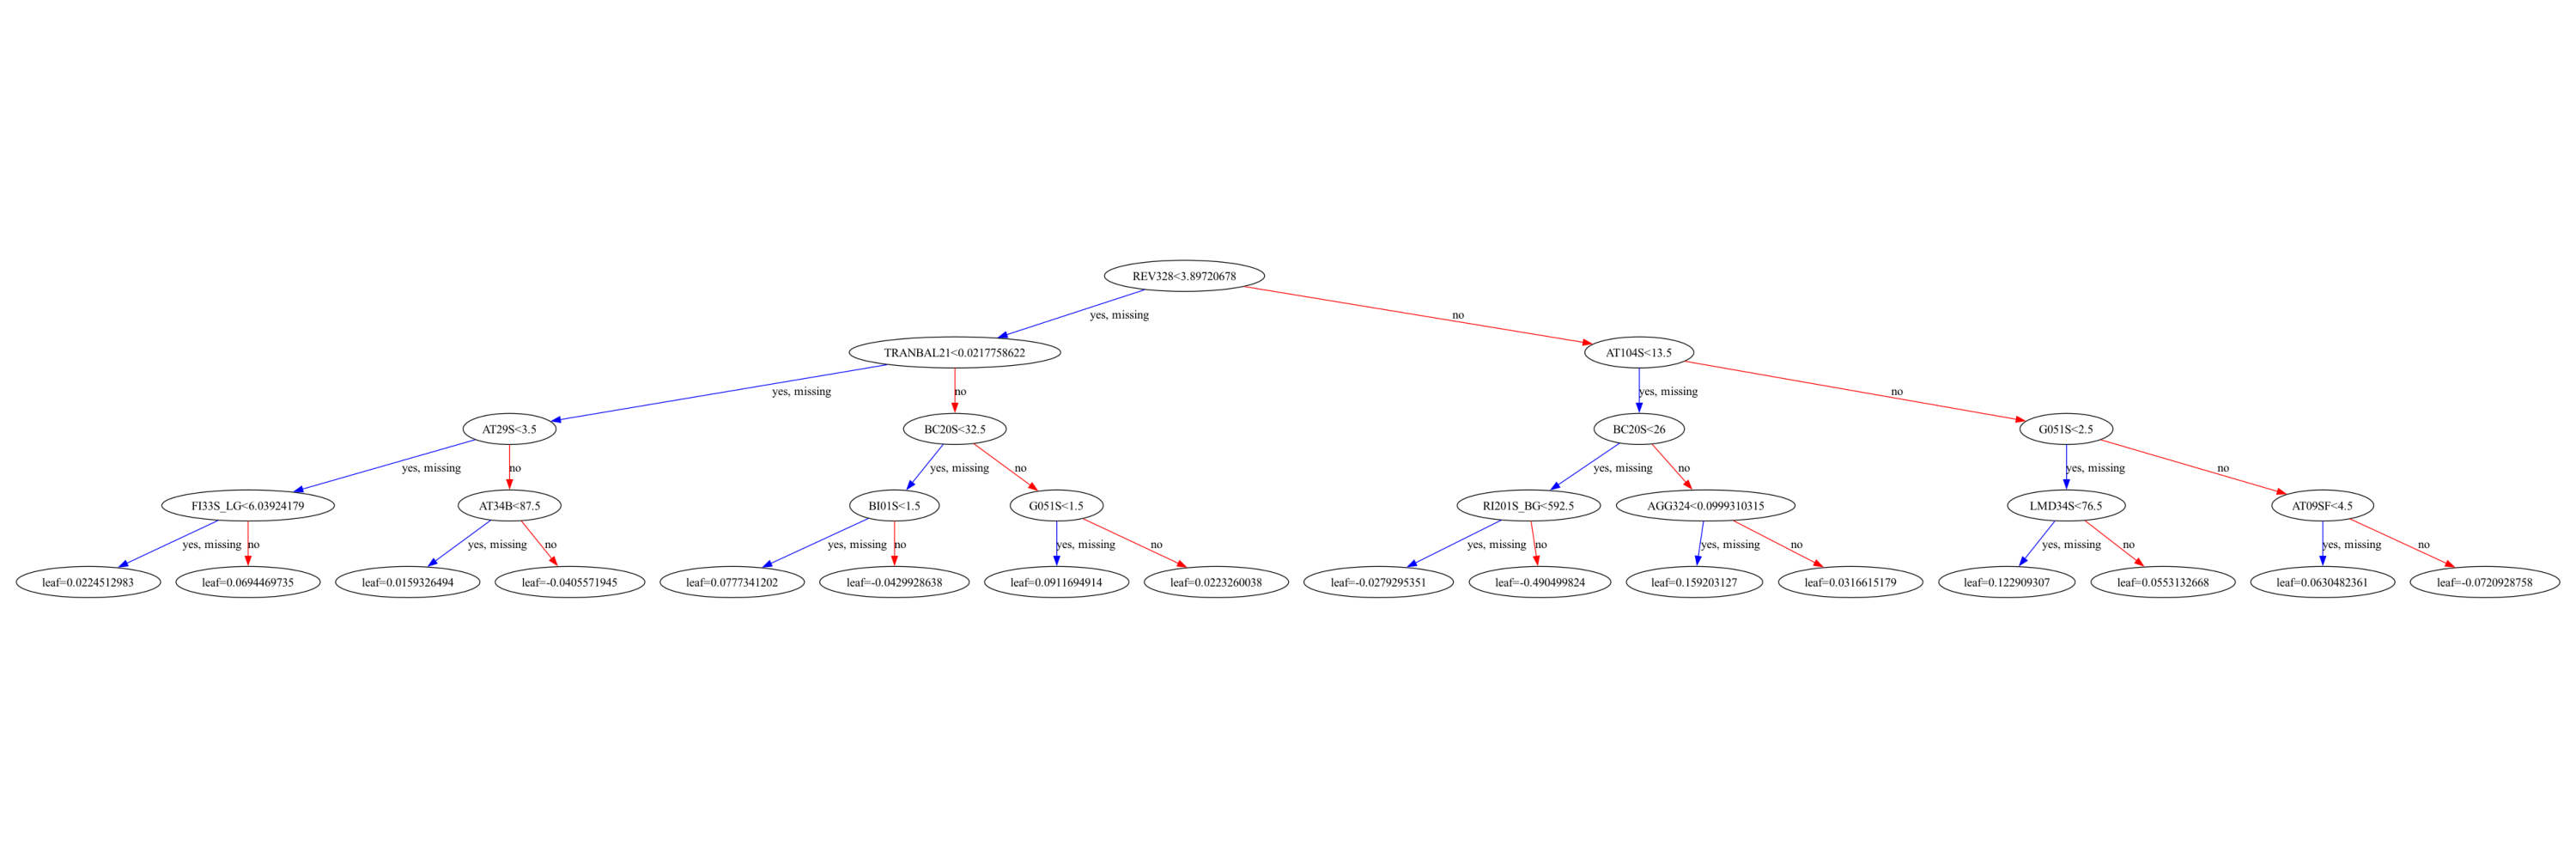 REV328<3.89720678
yes, missing
no
TRANBAL21<0.0217758622
AT104S<13.5
yes, missing
no
yes, missing
no
AT29S<3.5
BC20S<32.5
BC20S<26
G051S<2.5
yes, missing
no
yes, missing
no
yes, missing
no
yes, missing
no
FI33S_LG<6.03924179
AT34B<87.5
BI01S<1.5
G051S<1.5
RI201S_BG<592.5
AGG324<0.0999310315
LMD34S<76.5
AT09SF<4.5
yes, missing
no
yes, missing
no
yes, missing
no
yes, missing
no
yes, missing
no
yes, missing
no
yes, missing
no
yes, missing
no
leaf=0.0224512983
leaf=0.0694469735
leaf=0.0159326494
leaf=-0.0405571945
leaf=0.0777341202
leaf=-0.0429928638
leaf=0.0911694914
leaf=0.0223260038
leaf=-0.0279295351
leaf=-0.490499824
leaf=0.159203127
leaf=0.0316615179
leaf=0.122909307
leaf=0.0553132668
leaf=0.0630482361
leaf=-0.0720928758